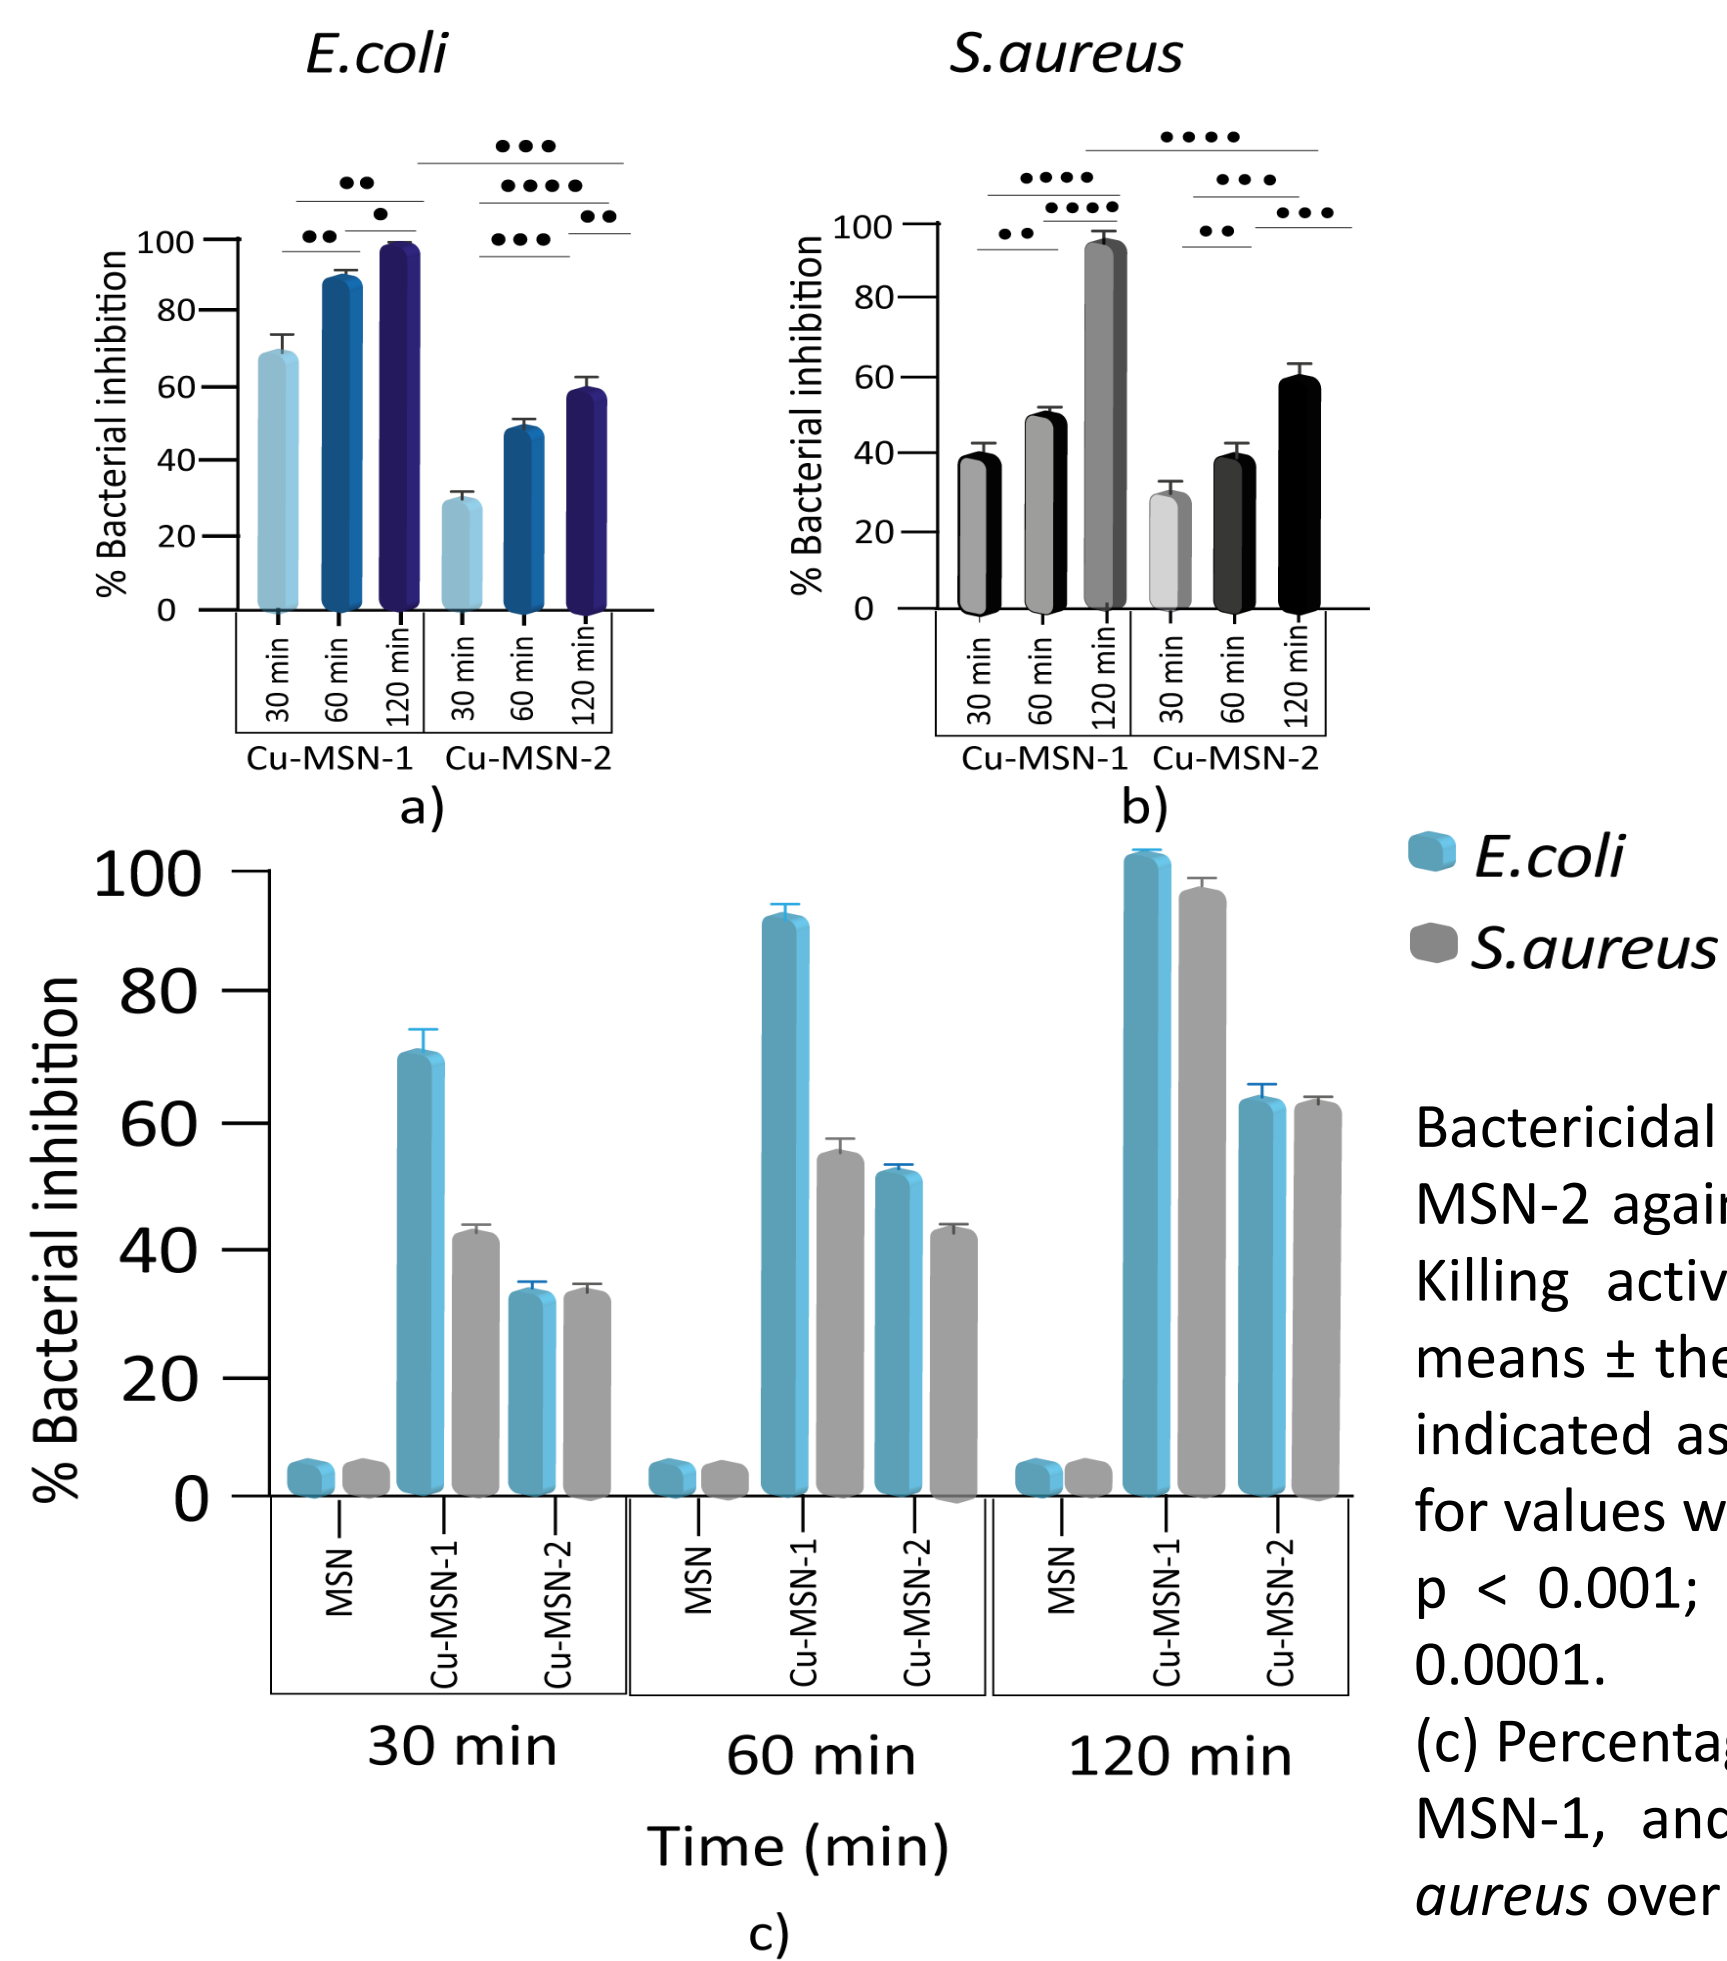 E.coli
% Bacterial inhibition
100
80
60
40
20
0
30 min
60 min
120 min
30 min
60 min
120 min
Cu-MSN-1
Cu-MSN-2
a)
S.aureus
% Bacterial inhibition
100
80
60
40
20
0
30 min
60 min
120 min
30 min
60 min
120 min
Cu-MSN-1
Cu-MSN-2
b)
% Bacterial inhibition
100
80
60
40
20
0
MSN
Cu-MSN-1
Cu-MSN-2
MSN
Cu-MSN-1
Cu-MSN-2
MSN
Cu-MSN-1
Cu-MSN-2
30 min
60 min
120 min
Time (min)
c)
E.coli
S.aureus
Bactericidal
MSN-2
Killing
means ± the
indicated as
for values
p < 0.001;
0.0001.
(c)
MSN-1, and
aureus over